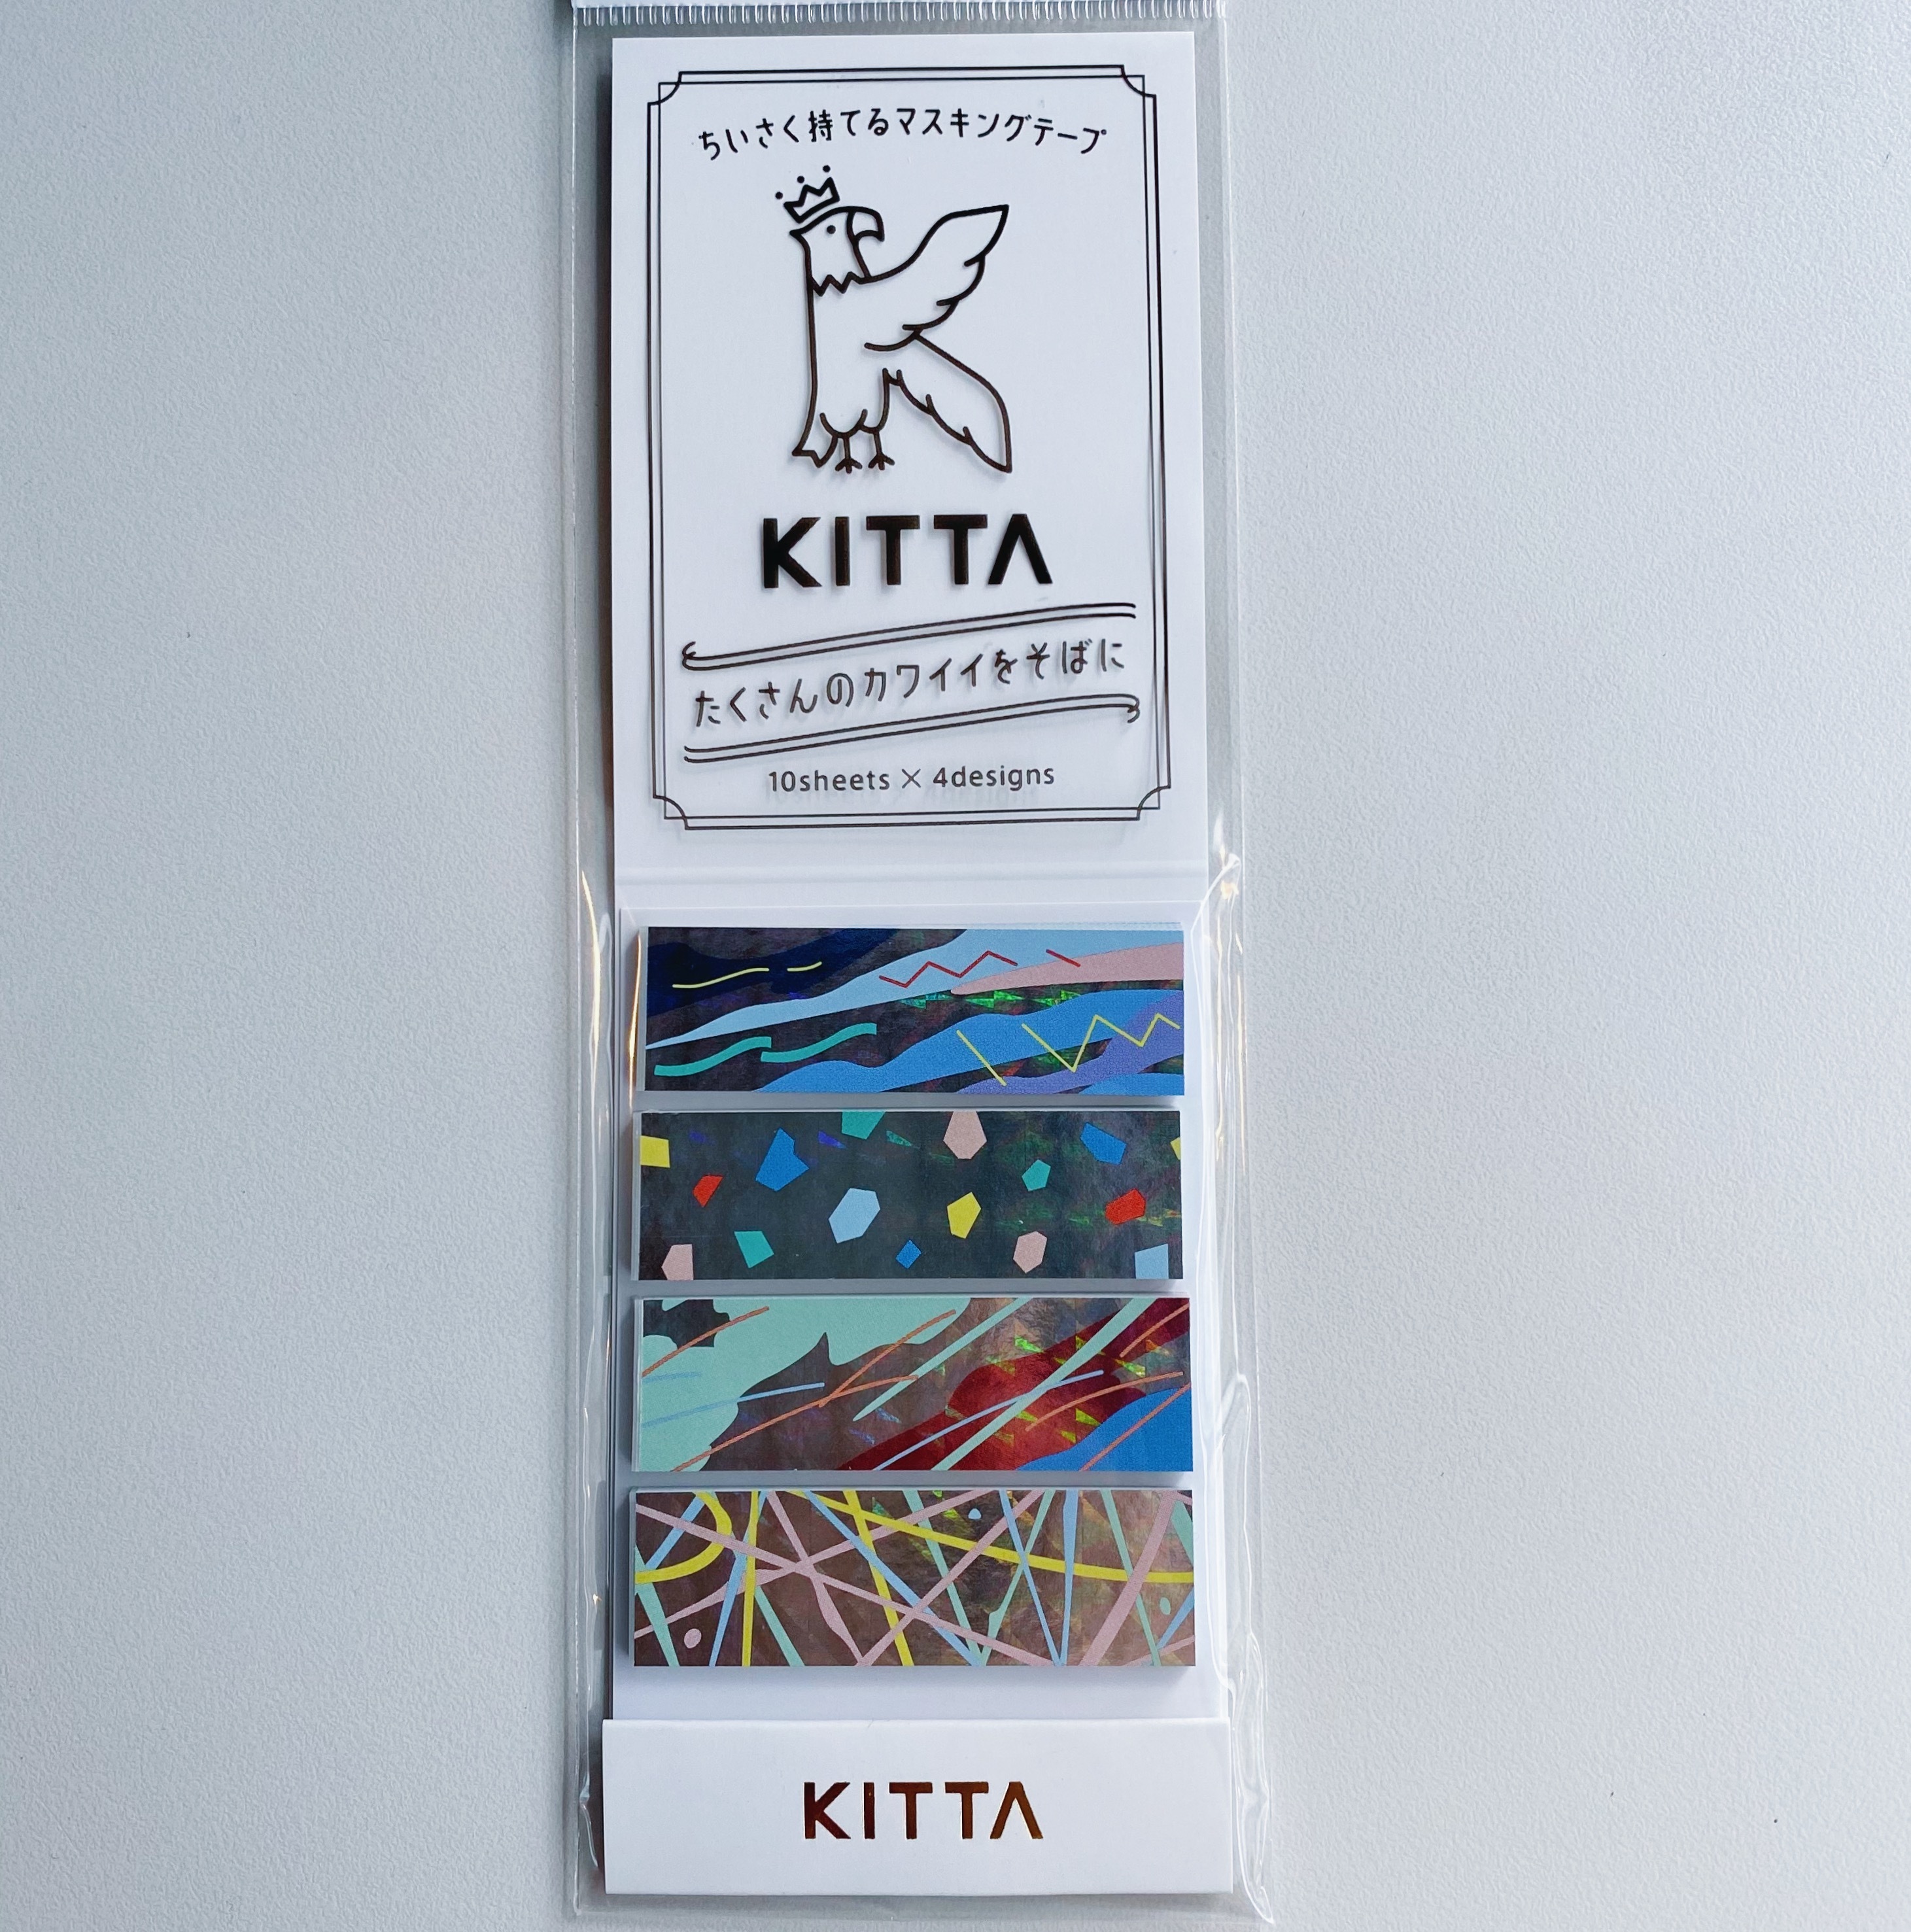 ちいさく持てるマスキングテープ
KITTA
たくさんのカワイイをそばに
10sheets × 4designs
KITTA